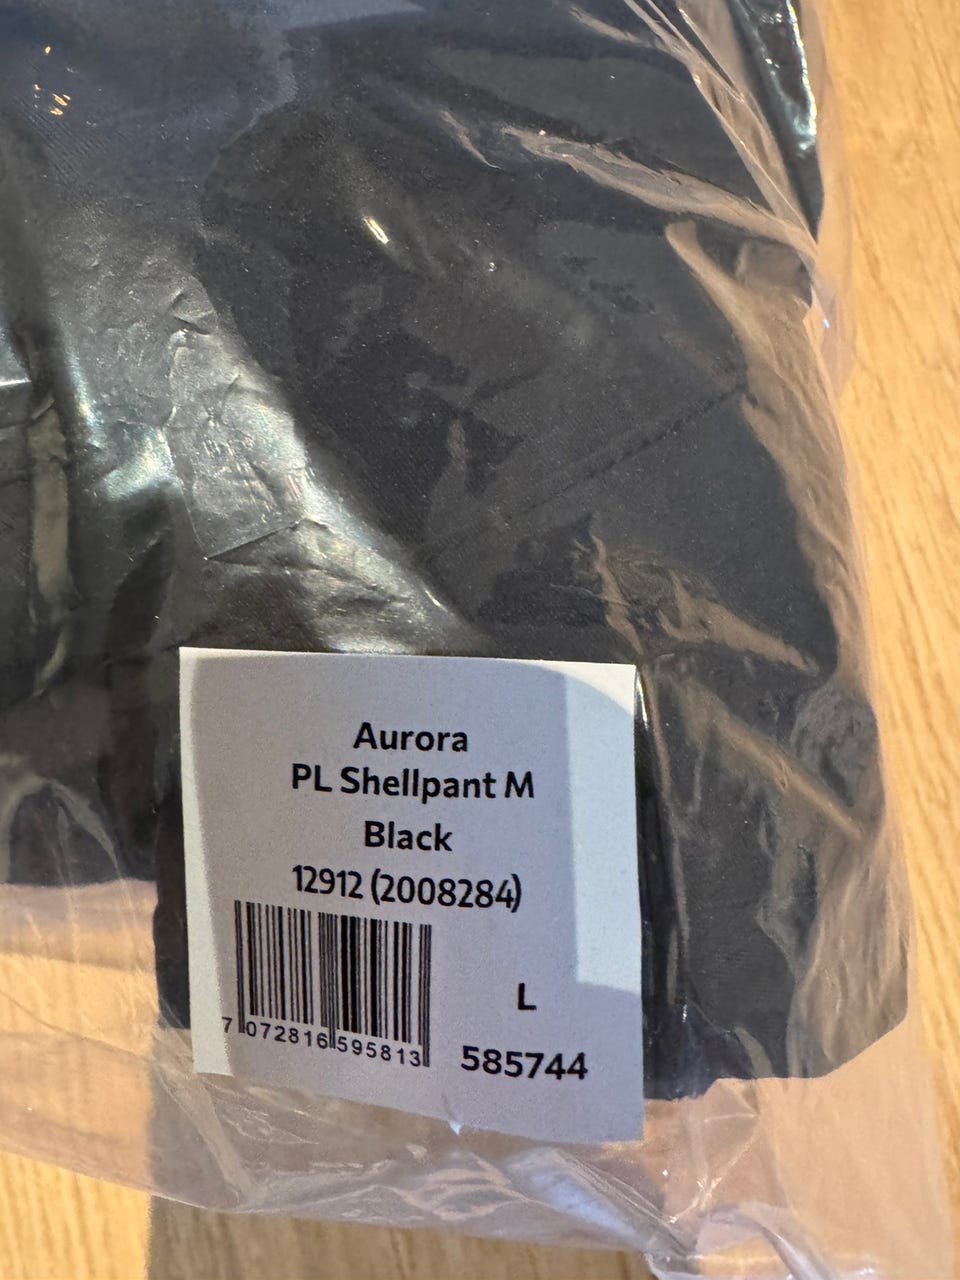 Aurora
PL Shellpant M
Black
12912 (2008284)
L
7 072816 595813
585744